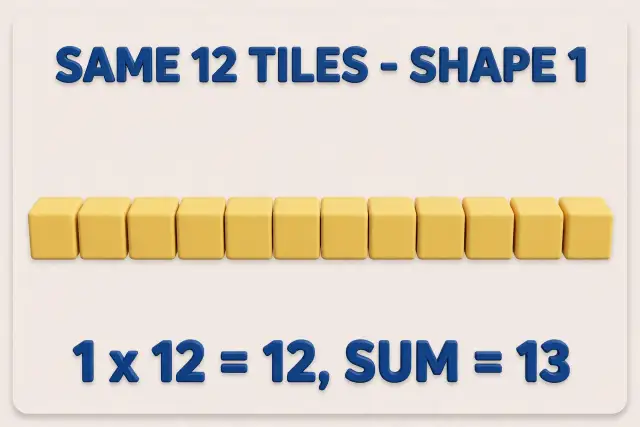 SAME 12 TILES - SHAPE 1
1 x 12 = 12, SUM = 13